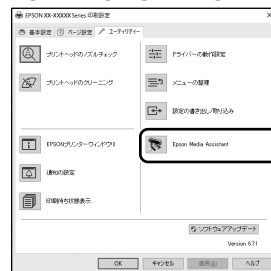 EPSON XX-XXXXX Series 印刷設定
基本設定 ページ設定 ユーティリティー
プリントヘッドのノズルチェック
ドライバーの動作設定
プリントヘッドのクリーニング
メニューの整理
設定の書き出し/取り込み
EPSONプリンターウィンドウ!3
Epson Media Assistant
通知の設定
印刷待ち状態表示
ソフトウェアアップデート
Version 6.71
OK キャンセル 適用(A) ヘルプ